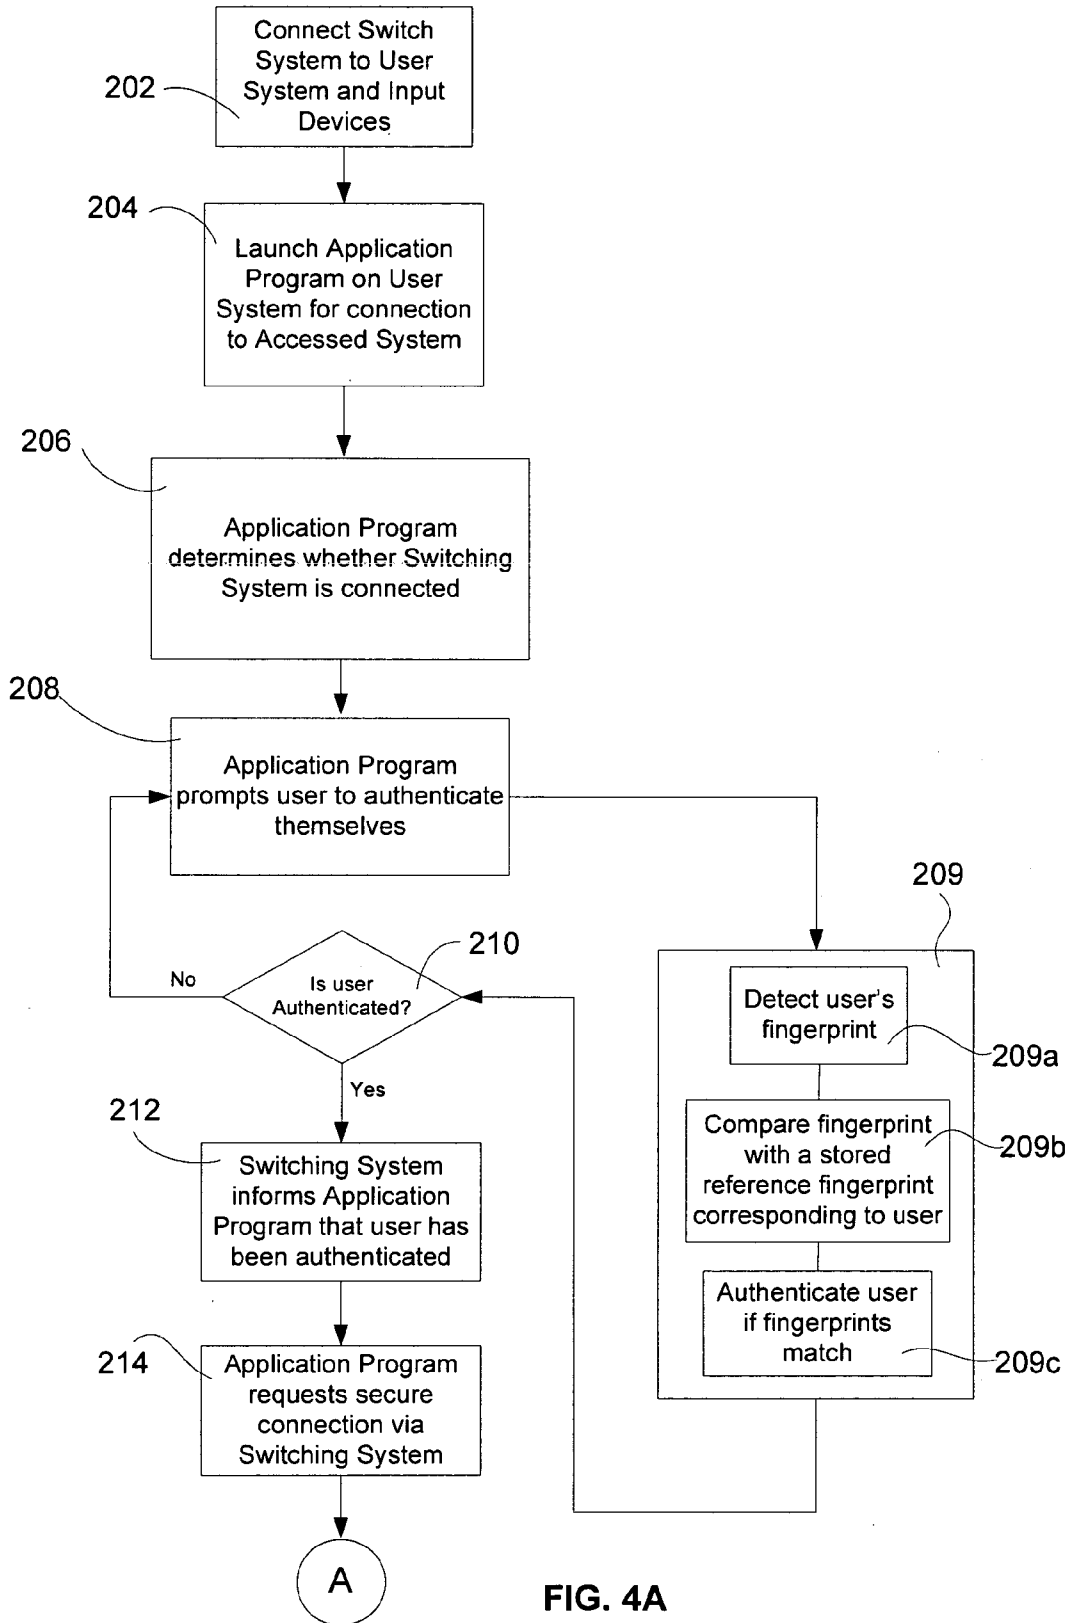 Connect Switch
System to User
System and Input
Devices
202
204
Launch Application
Program on User
System for connection
to Accessed System
206
Application Program
determines whether Switching
System is connected
208
Application Program
prompts user to authenticate
themselves
209
210
No
Is user
Authenticated?
Yes
Detect user's
fingerprint
209a
Compare fingerprint
with a stored
reference fingerprint
corresponding to user
209b
Authenticate user
if fingerprints
match
209c
212
Switching System
informs Application
Program that user has
been authenticated
214
Application Program
requests secure
connection via
Switching System
A
FIG. 4A